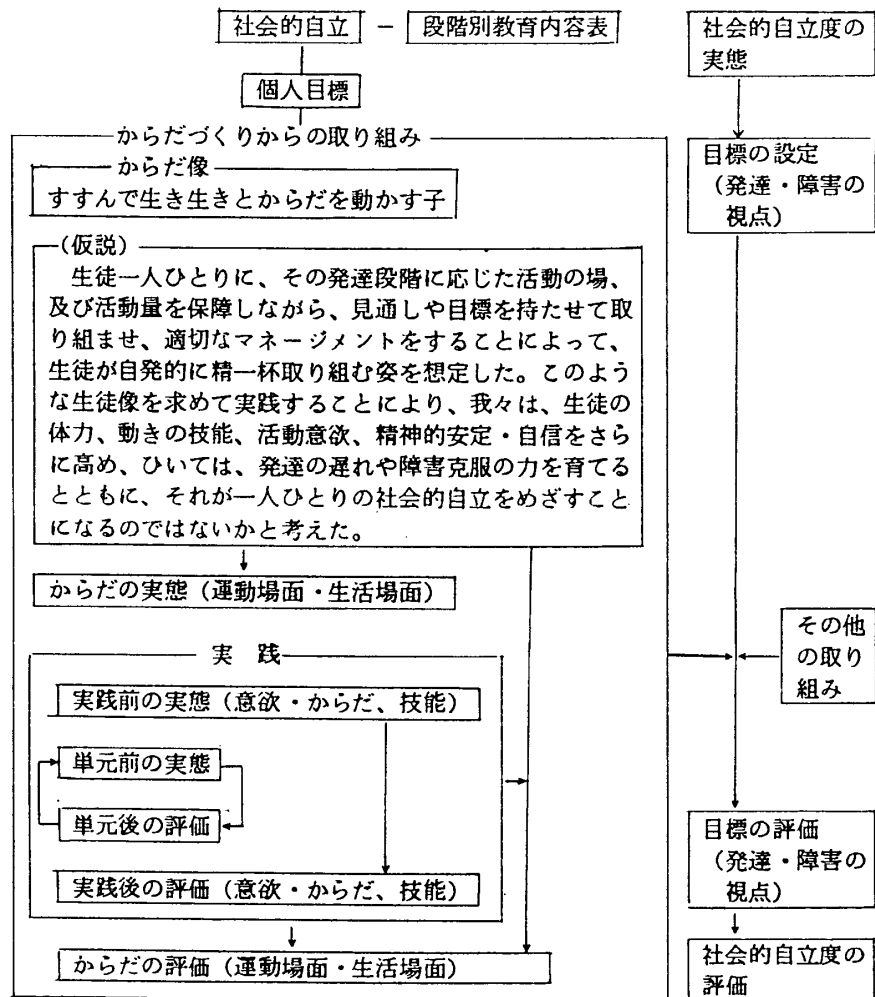 社会的自立 － 段階別教育内容表
個人目標
からだづくりからの取り組み
からだ像
すすんで生き生きとからだを動かす子
(仮説)
生徒一人ひとりに、その発達段階に応じた活動の場、
及び活動量を保障しながら、見通しや目標を持たせて取
り組ませ、適切なマネージメントをすることによって、
生徒が自発的に精一杯取り組む姿を想定した。このよう
な生徒像を求めて実践することにより、我々は、生徒の
体力、動きの技能、活動意欲、精神的安定・自信をさら
に高め、ひいては、発達の遅れや障害克服の力を育てる
とともに、それが一人ひとりの社会的自立をめざすこと
になるのではないかと考えた。
からだの実態（運動場面・生活場面）
実 践
実践前の実態（意欲・からだ、技能）
単元前の実態
単元後の評価
実践後の評価（意欲・からだ、技能）
からだの評価（運動場面・生活場面）
社会的自立度の
実態
目標の設定
（発達・障害の
視点）
その他
の取り
組み
目標の評価
（発達・障害の
視点）
社会的自立度の
評価